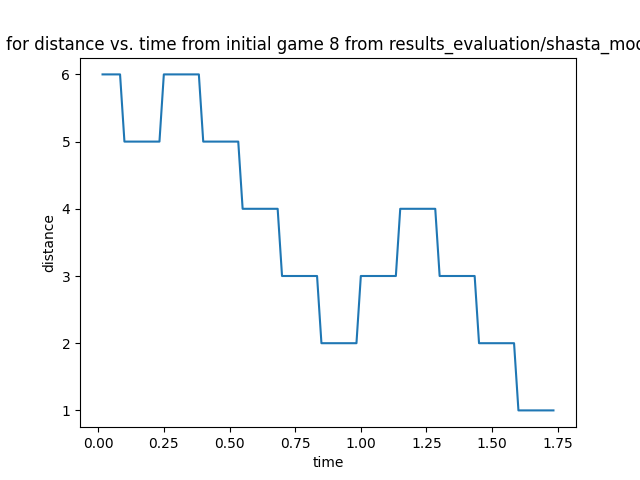 for distance vs. time from initial game 8 from results_evaluation/shasta_mo
6
5
4
3
2
1
distance
0.00 0.25 0.50 0.75 1.00 1.25 1.50 1.75
time